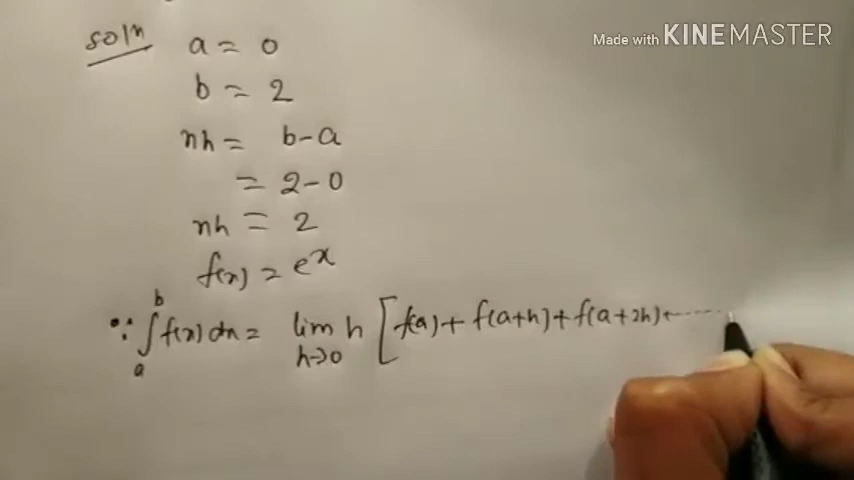 Made with KINEMASTER
soln a = 0
b = 2
nh = b-a
= 2-0
nh = 2
f(x) = e^x
∵ ∫_a^b f(x) dx = lim_{h→0} h [f(a) + f(a+h) + f(a+2h) + ......